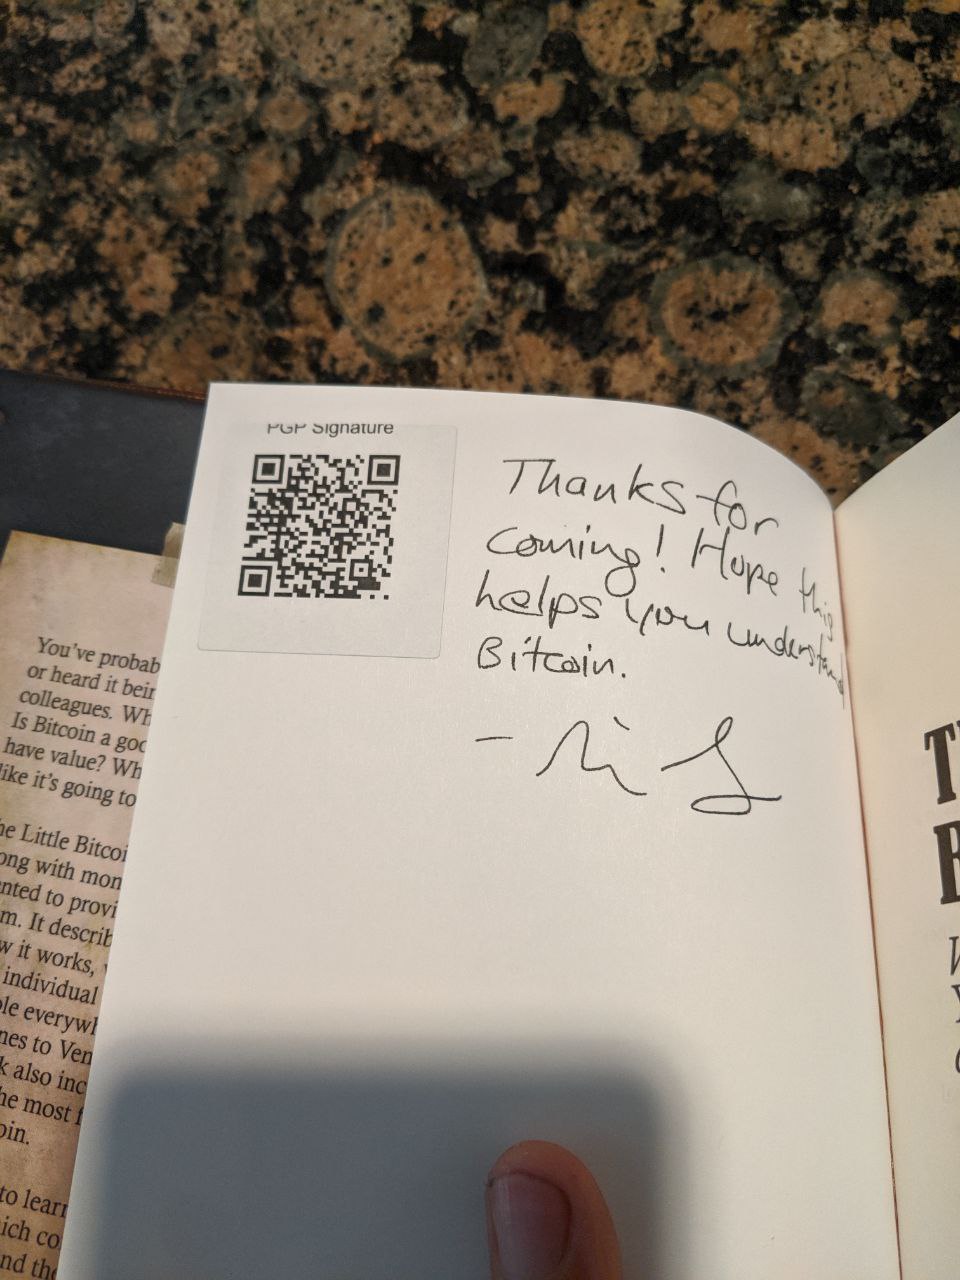 PGP Signature
Thanks for
coming! Hope this
helps you understand
Bitcoin.
You've probab
or heard it bein
colleagues. Wh
Is Bitcoin a goo
have value? Wh
like it's going to
he Little Bitcoi
ong with mon
nted to provi
m. It describ
w it works,
individual
ple everywh
nes to Ven
k also inc
he most f
oin.
to learn
ich co
nd the
T
B